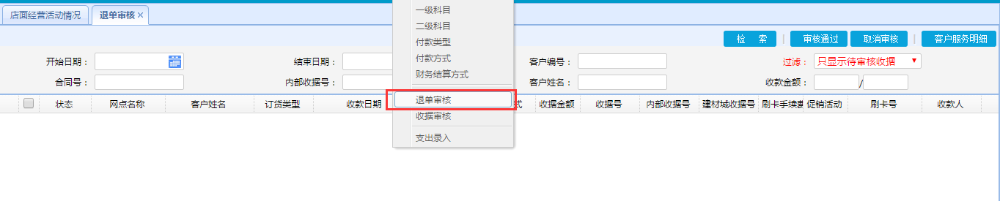 店面经营活动情况 退单审核 ×
一级科目
二级科目
付款类型
付款方式
财务结算方式
退单审核
收据审核
支出录入
检 索 | 审核通过 取消审核 | 客户服务明细
开始日期： 结束日期： 客户编号： 过滤： 只显示待审核收据
合同号： 内部收据号： 客户姓名： 收款金额： /
状态 网点名称 客户姓名 订货类型 收款日期 式 收据金额 收据号 内部收据号 建材城收据号 刷卡手续费 促销活动 刷卡号 收款人